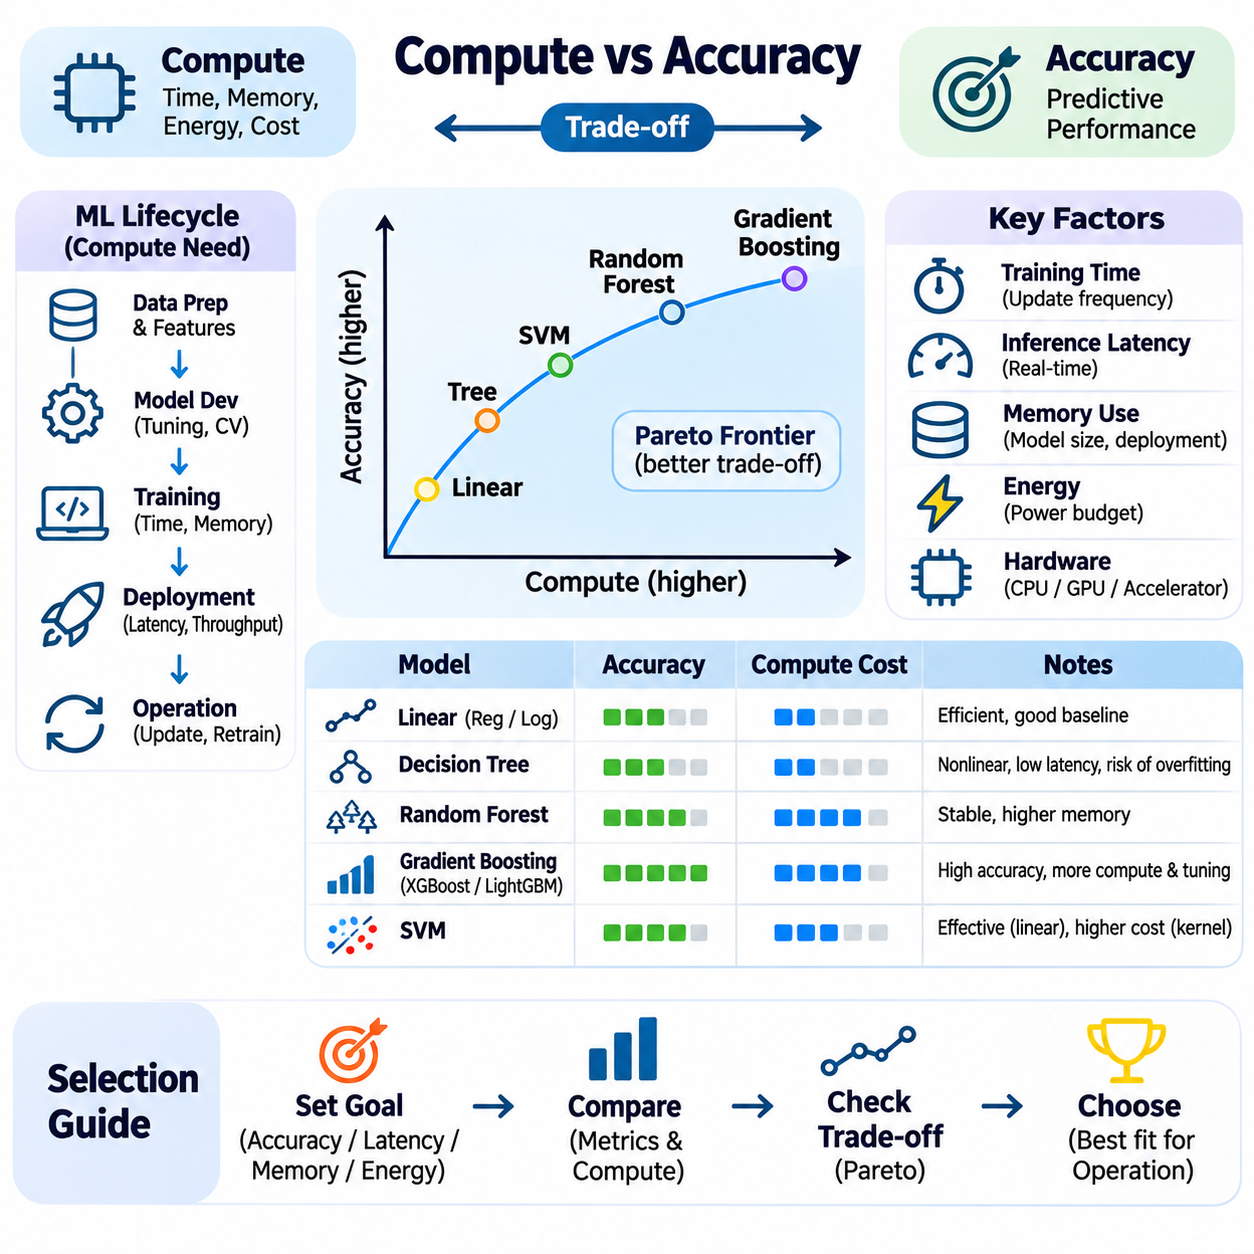 Compute
Time, Memory,
Energy, Cost
Compute vs Accuracy
Trade-off
Accuracy
Predictive
Performance
ML Lifecycle
(Compute Need)
Data Prep
& Features
Model Dev
(Tuning, CV)
Training
(Time, Memory)
</>
Deployment
(Latency, Throughput)
Operation
(Update, Retrain)
Accuracy (higher)
Gradient
Boosting
Random
Forest
SVM
Tree
Linear
Pareto Frontier
(better trade-off)
Compute (higher)
Key Factors
Training Time
(Update frequency)
Inference Latency
(Real-time)
Memory Use
(Model size, deployment)
Energy
(Power budget)
Hardware
(CPU / GPU / Accelerator)
Model Accuracy Compute Cost Notes
Linear (Reg / Log) Efficient, good baseline
Decision Tree Nonlinear, low latency, risk of overfitting
Random Forest Stable, higher memory
Gradient Boosting
(XGBoost / LightGBM) High accuracy, more compute & tuning
SVM Effective (linear), higher cost (kernel)
Selection
Guide
Set Goal
(Accuracy / Latency /
Memory / Energy)
Compare
(Metrics &
Compute)
Check
Trade-off
(Pareto)
Choose
(Best fit for
Operation)